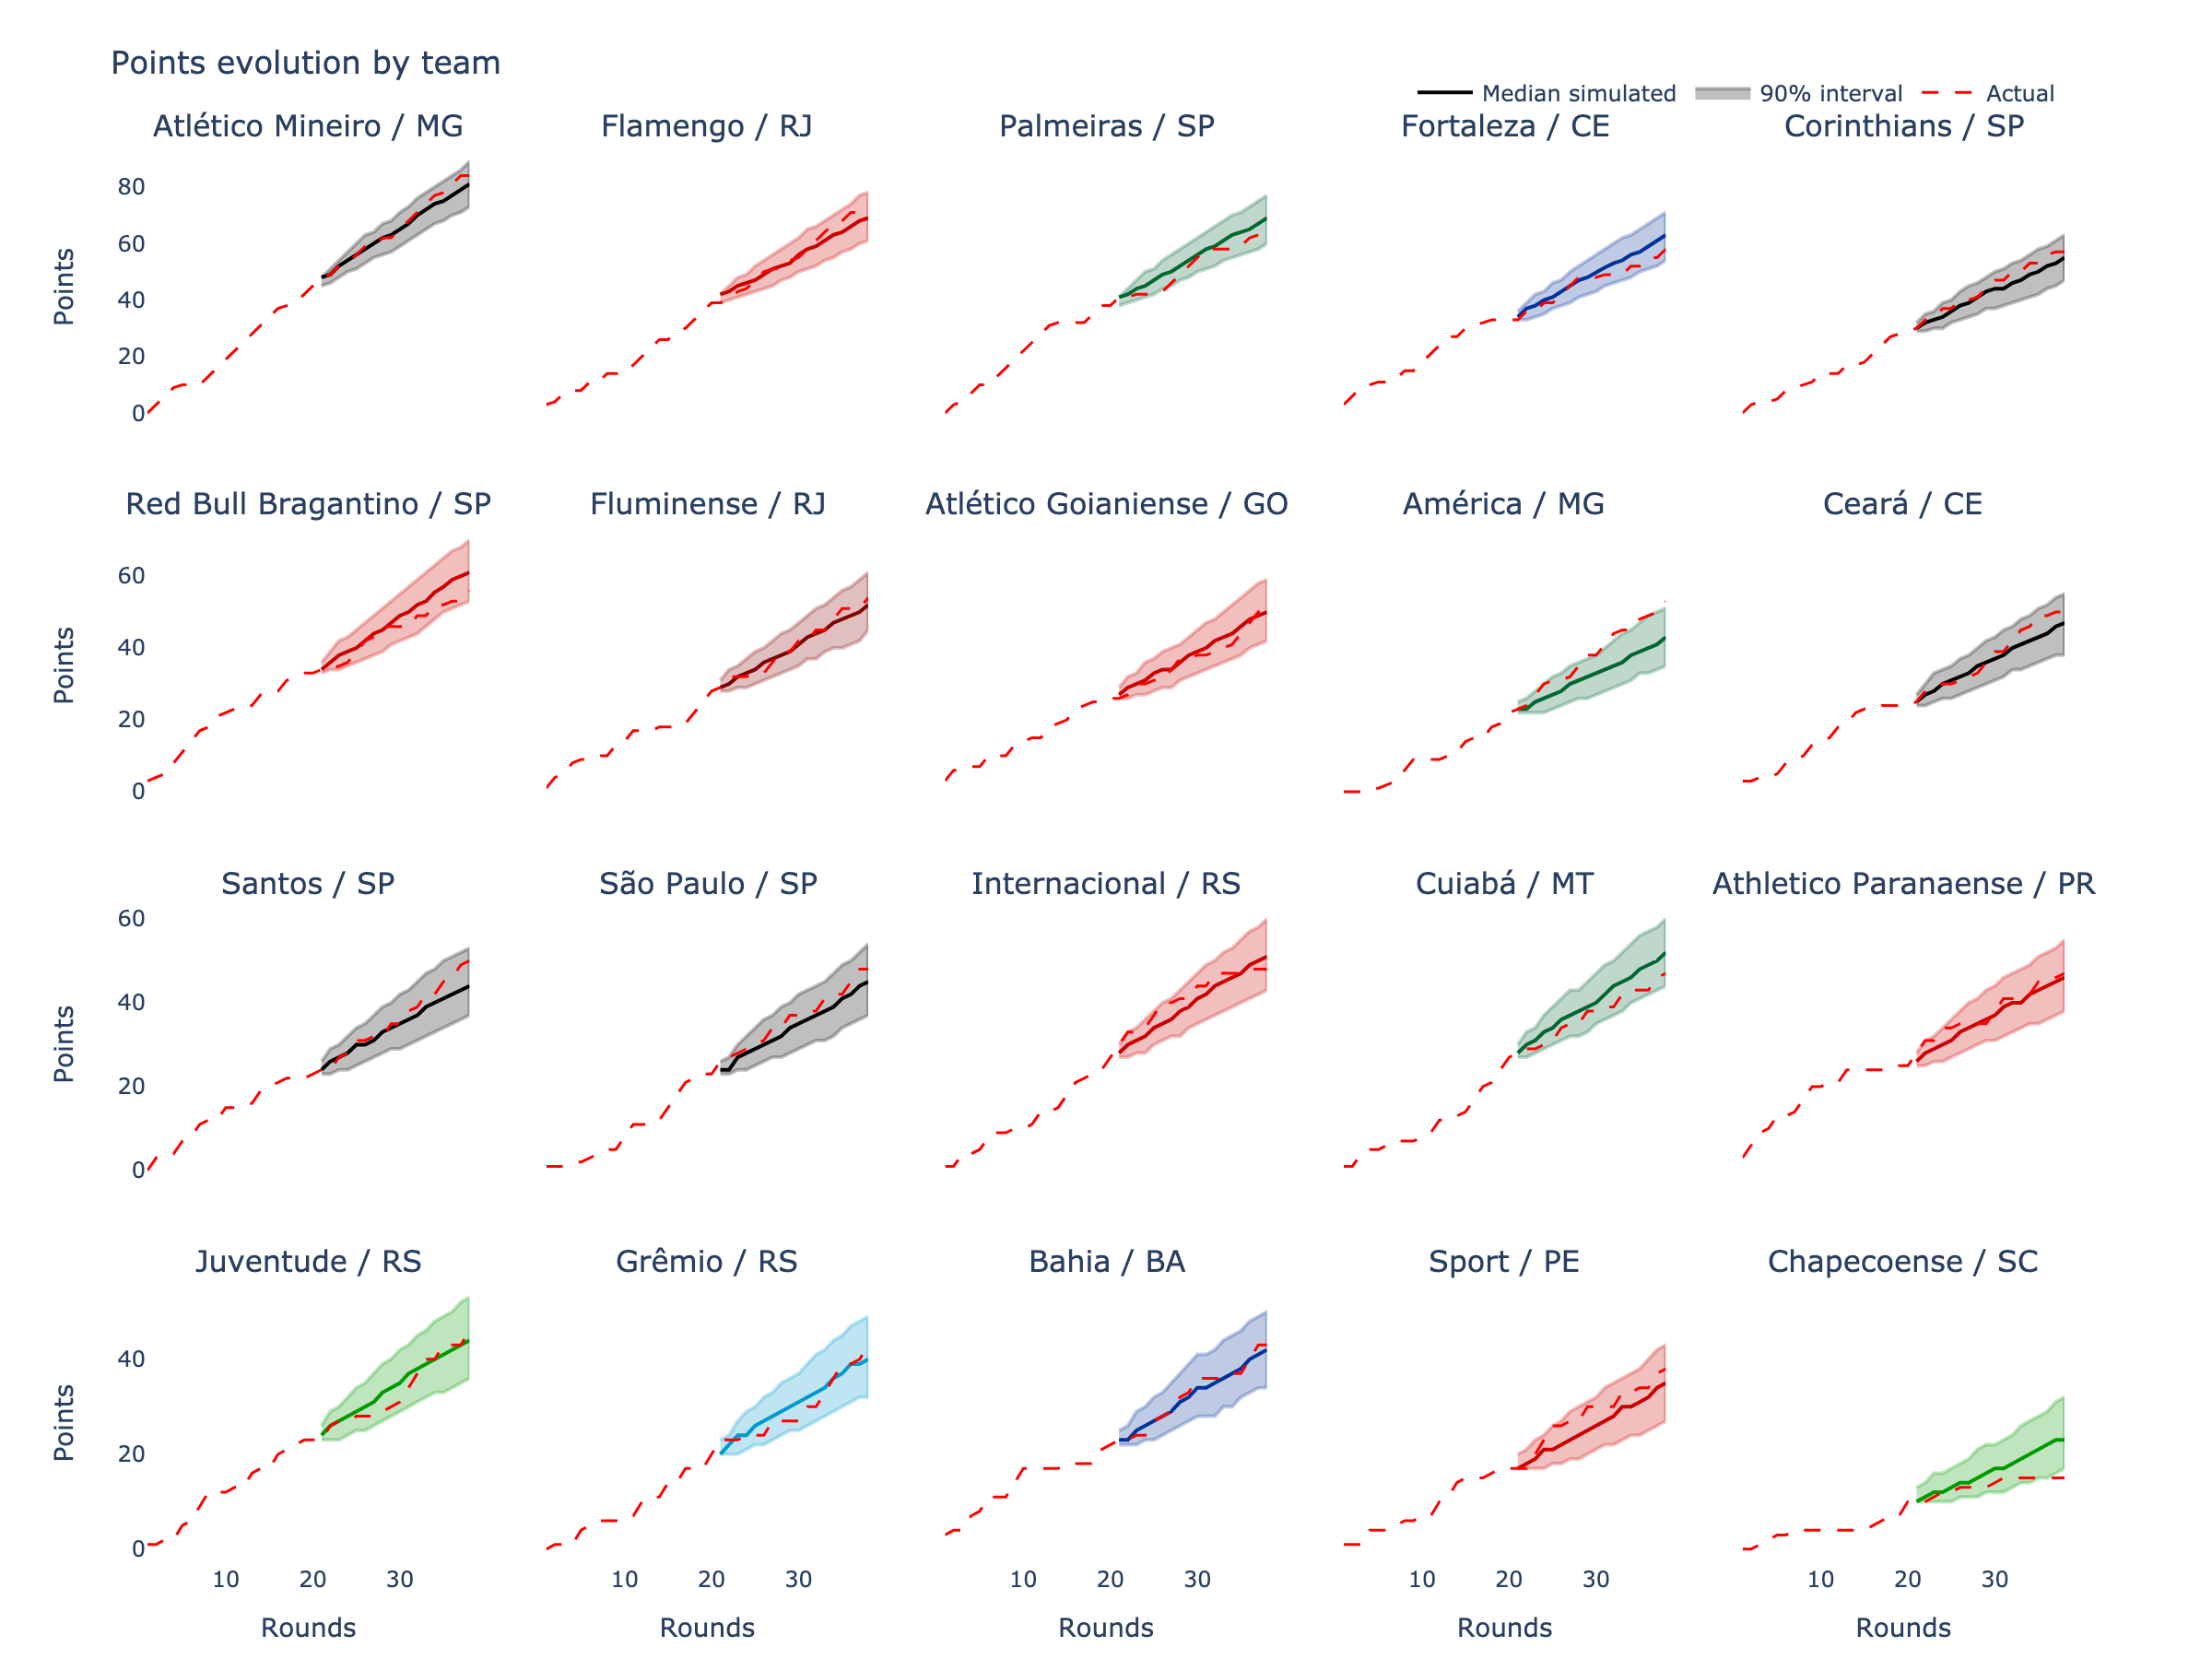 Points evolution by team
Median simulated 90% interval Actual
Atlético Mineiro / MG Flamengo / RJ Palmeiras / SP Fortaleza / CE Corinthians / SP
80
60
40
20
0
Points
Red Bull Bragantino / SP Fluminense / RJ Atlético Goianiense / GO América / MG Ceará / CE
60
40
20
0
Points
Santos / SP São Paulo / SP Internacional / RS Cuiabá / MT Athletico Paranaense / PR
60
40
20
0
Points
Juventude / RS Grêmio / RS Bahia / BA Sport / PE Chapecoense / SC
40
20
0
Points
10 20 30 10 20 30 10 20 30 10 20 30 10 20 30
Rounds Rounds Rounds Rounds Rounds